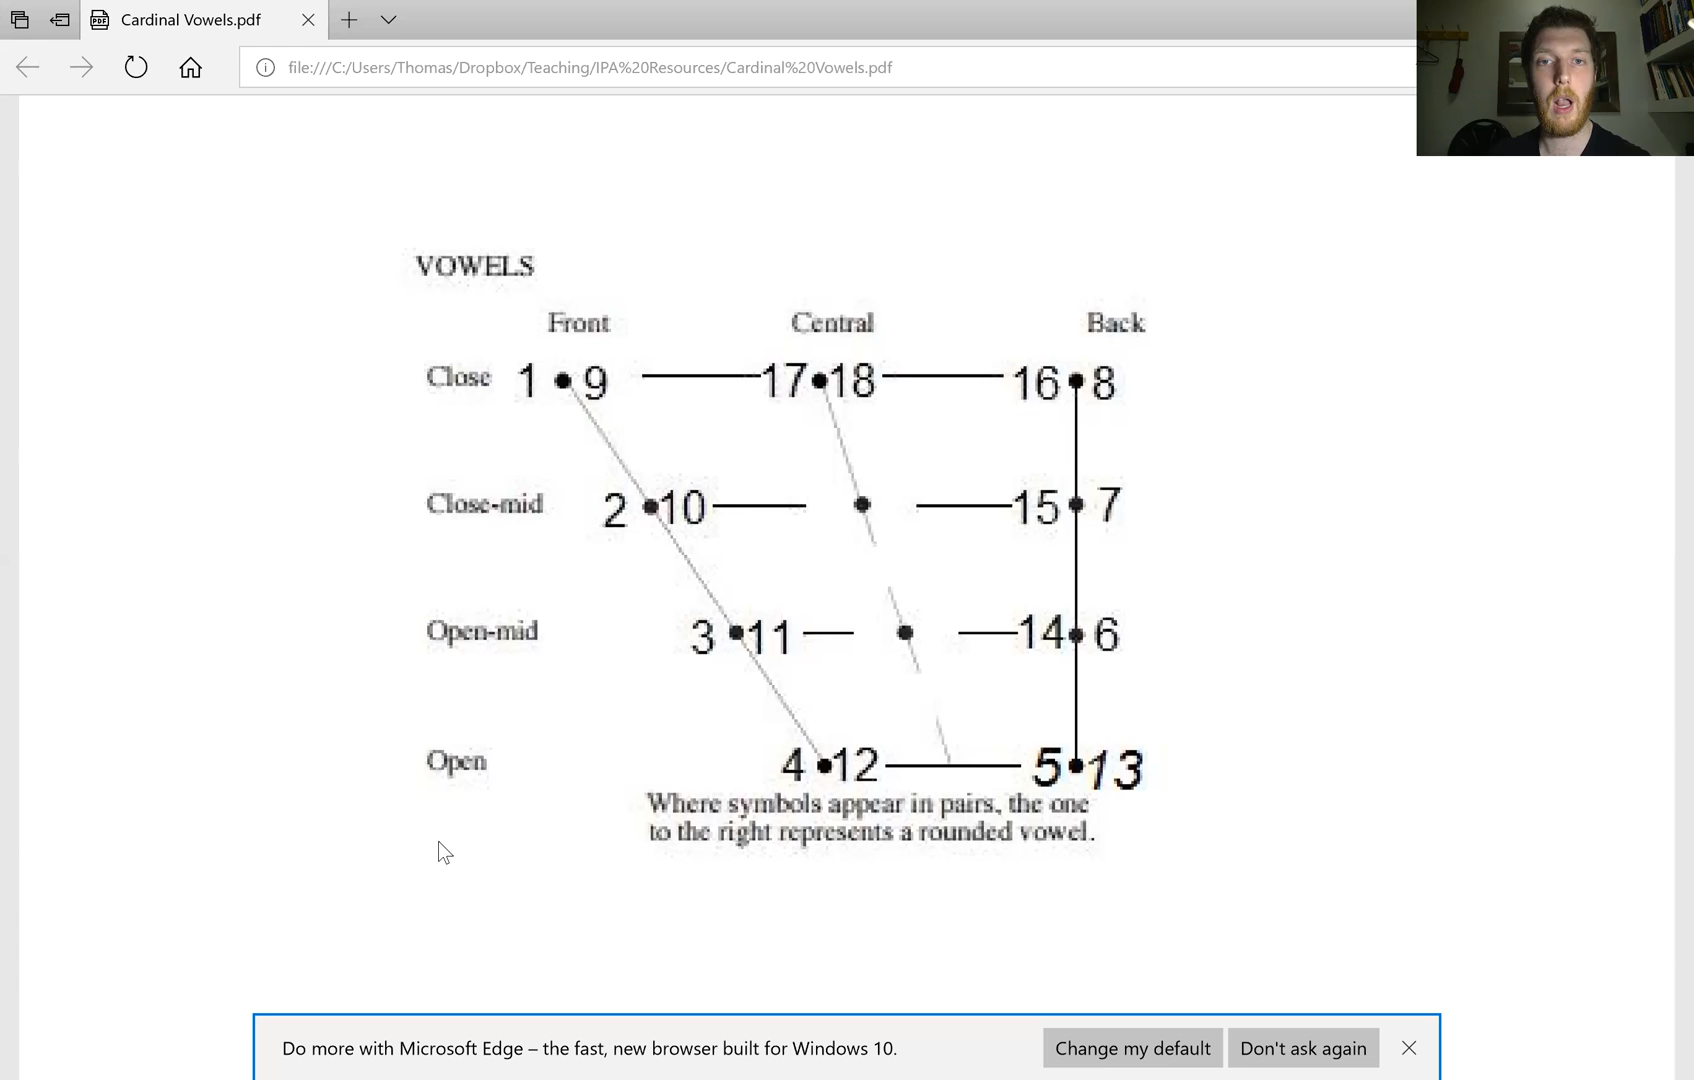 Cardinal Vowels.pdf
file:///C:/Users/Thomas/Dropbox/Teaching/IPA%20Resources/Cardinal%20Vowels.pdf
VOWELS
Front Central Back
Close 1 9 17 18 16 8
Close-mid 2 10 15 7
Open-mid 3 11 14 6
Open 4 12 5 13
Where symbols appear in pairs, the one
to the right represents a rounded vowel.
Do more with Microsoft Edge – the fast, new browser built for Windows 10. Change my default Don't ask again